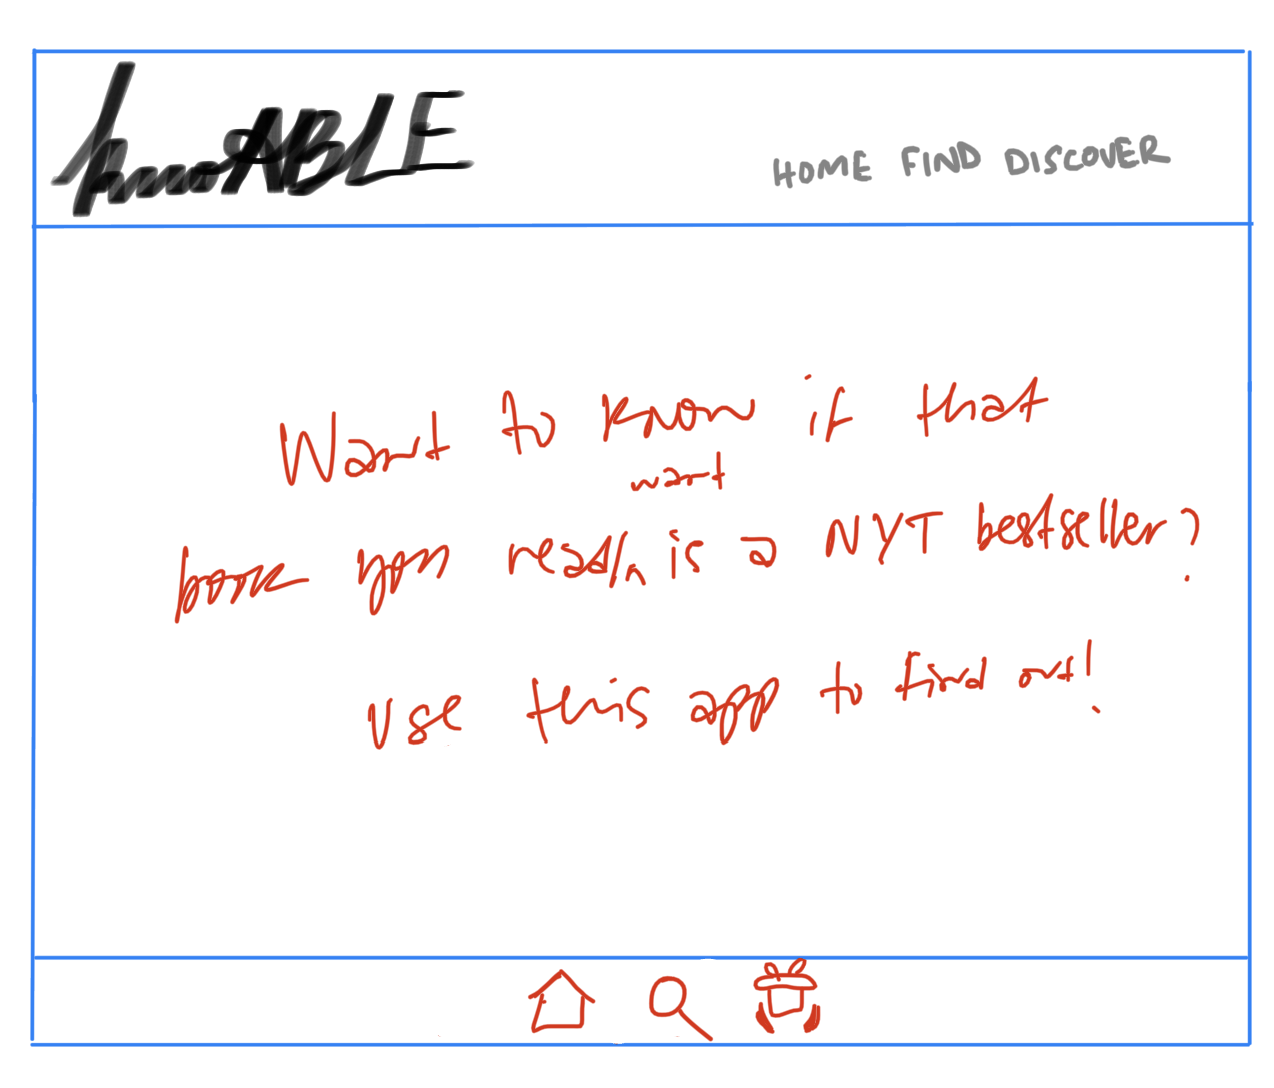 HOME FIND DISCOVER
Want to know if that
want
book you read/ is a NYT bestseller?
Use this app to find out!